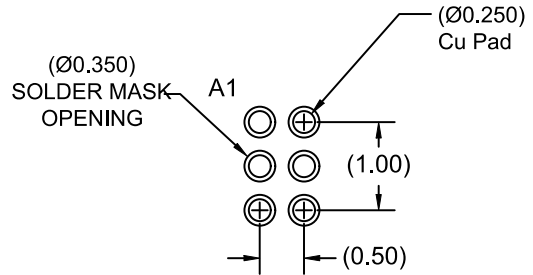 (Ø0.250)
Cu Pad
(Ø0.350)
SOLDER MASK
OPENING
A1
(1.00)
(0.50)